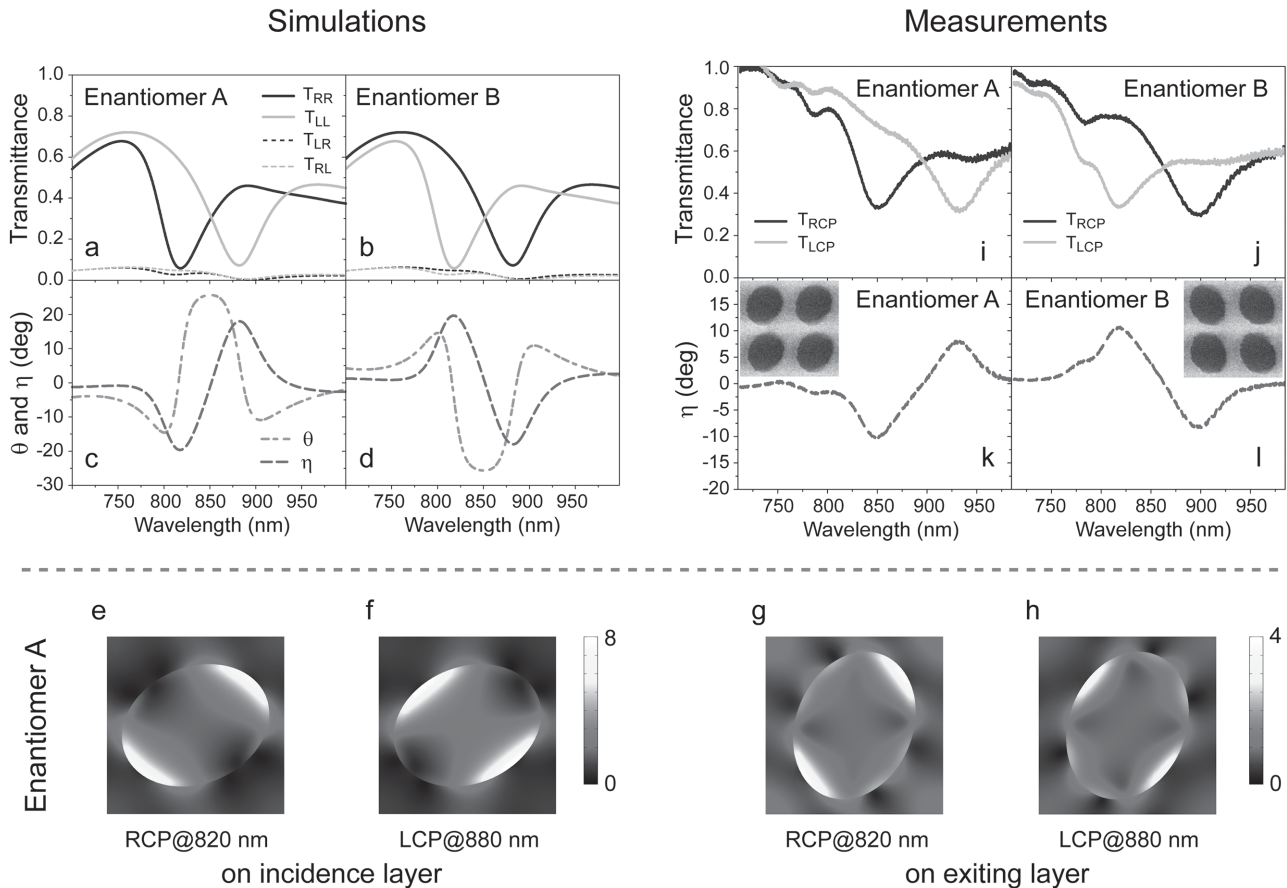 Simulations
Measurements
Transmittance
1.0
0.8
0.6
0.4
0.2
0.0
Enantiomer A
T_RR
T_LL
T_LR
T_RL
a
Enantiomer B
b
θ and η (deg)
20
10
0
-10
-20
-30
θ
η
c
d
750 800 850 900 950
750 800 850 900 950
Wavelength (nm)
Wavelength (nm)
Transmittance
1.0
0.8
0.6
0.4
0.2
0.0
Enantiomer A
T_RCP
T_LCP
i
Enantiomer B
T_RCP
T_LCP
j
η (deg)
15
10
5
0
-5
-10
-15
-20
Enantiomer A
k
Enantiomer B
l
750 800 850 900 950
750 800 850 900 950
Wavelength (nm)
Wavelength (nm)
Enantiomer A
e
f
8
0
g
h
4
0
RCP@820 nm
LCP@880 nm
RCP@820 nm
LCP@880 nm
on incidence layer
on exiting layer